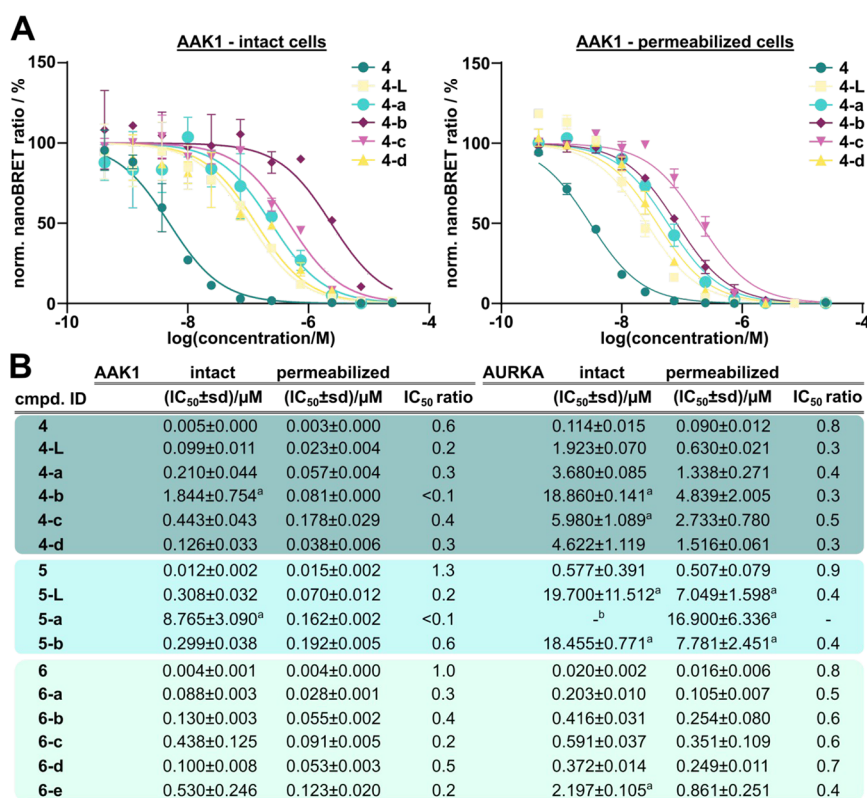 A
AAK1 - intact cells
AAK1 - permeabilized cells
norm. nanoBRET ratio / %
150
100
50
0
-10
-8
-6
-4
log(concentration/M)
4
4-L
4-a
4-b
4-c
4-d
norm. nanoBRET ratio / %
150
100
50
0
-10
-8
-6
-4
log(concentration/M)
4
4-L
4-a
4-b
4-c
4-d
B
AAK1 intact permeabilized AURKA intact permeabilized
cmpd. ID (IC₅₀±sd)/µM (IC₅₀±sd)/µM IC₅₀ ratio (IC₅₀±sd)/µM (IC₅₀±sd)/µM IC₅₀ ratio
4 0.005±0.000 0.003±0.000 0.6 0.114±0.015 0.090±0.012 0.8
4-L 0.099±0.011 0.023±0.004 0.2 1.923±0.070 0.630±0.021 0.3
4-a 0.210±0.044 0.057±0.004 0.3 3.680±0.085 1.338±0.271 0.4
4-b 1.844±0.754ᵃ 0.081±0.000 <0.1 18.860±0.141ᵃ 4.839±2.005 0.3
4-c 0.443±0.043 0.178±0.029 0.4 5.980±1.089ᵃ 2.733±0.780 0.5
4-d 0.126±0.033 0.038±0.006 0.3 4.622±1.119 1.516±0.061 0.3
5 0.012±0.002 0.015±0.002 1.3 0.577±0.391 0.507±0.079 0.9
5-L 0.308±0.032 0.070±0.012 0.2 19.700±11.512ᵃ 7.049±1.598ᵃ 0.4
5-a 8.765±3.090ᵃ 0.162±0.002 <0.1 -ᵇ 16.900±6.336ᵃ -
5-b 0.299±0.038 0.192±0.005 0.6 18.455±0.771ᵃ 7.781±2.451ᵃ 0.4
6 0.004±0.001 0.004±0.000 1.0 0.020±0.002 0.016±0.006 0.8
6-a 0.088±0.003 0.028±0.001 0.3 0.203±0.010 0.105±0.007 0.5
6-b 0.130±0.003 0.055±0.002 0.4 0.416±0.031 0.254±0.080 0.6
6-c 0.438±0.125 0.091±0.005 0.2 0.591±0.037 0.351±0.109 0.6
6-d 0.100±0.008 0.053±0.003 0.5 0.372±0.014 0.249±0.011 0.7
6-e 0.530±0.246 0.123±0.020 0.2 2.197±0.105ᵃ 0.861±0.251 0.4